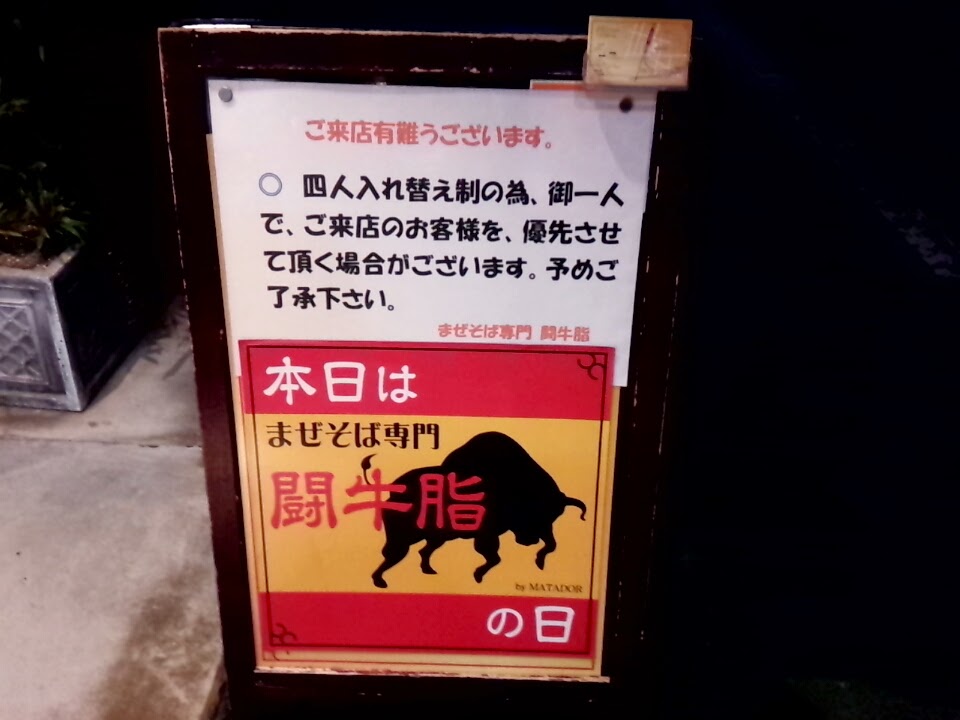 ご来店有難うございます。
○ 四人入れ替え制の為、御一人
で、ご来店のお客様を、優先させ
て頂く場合がございます。予めご
了承下さい。
まぜそば専門 闘牛脂
本日は
まぜそば専門
闘牛脂
by MATADOR
の日